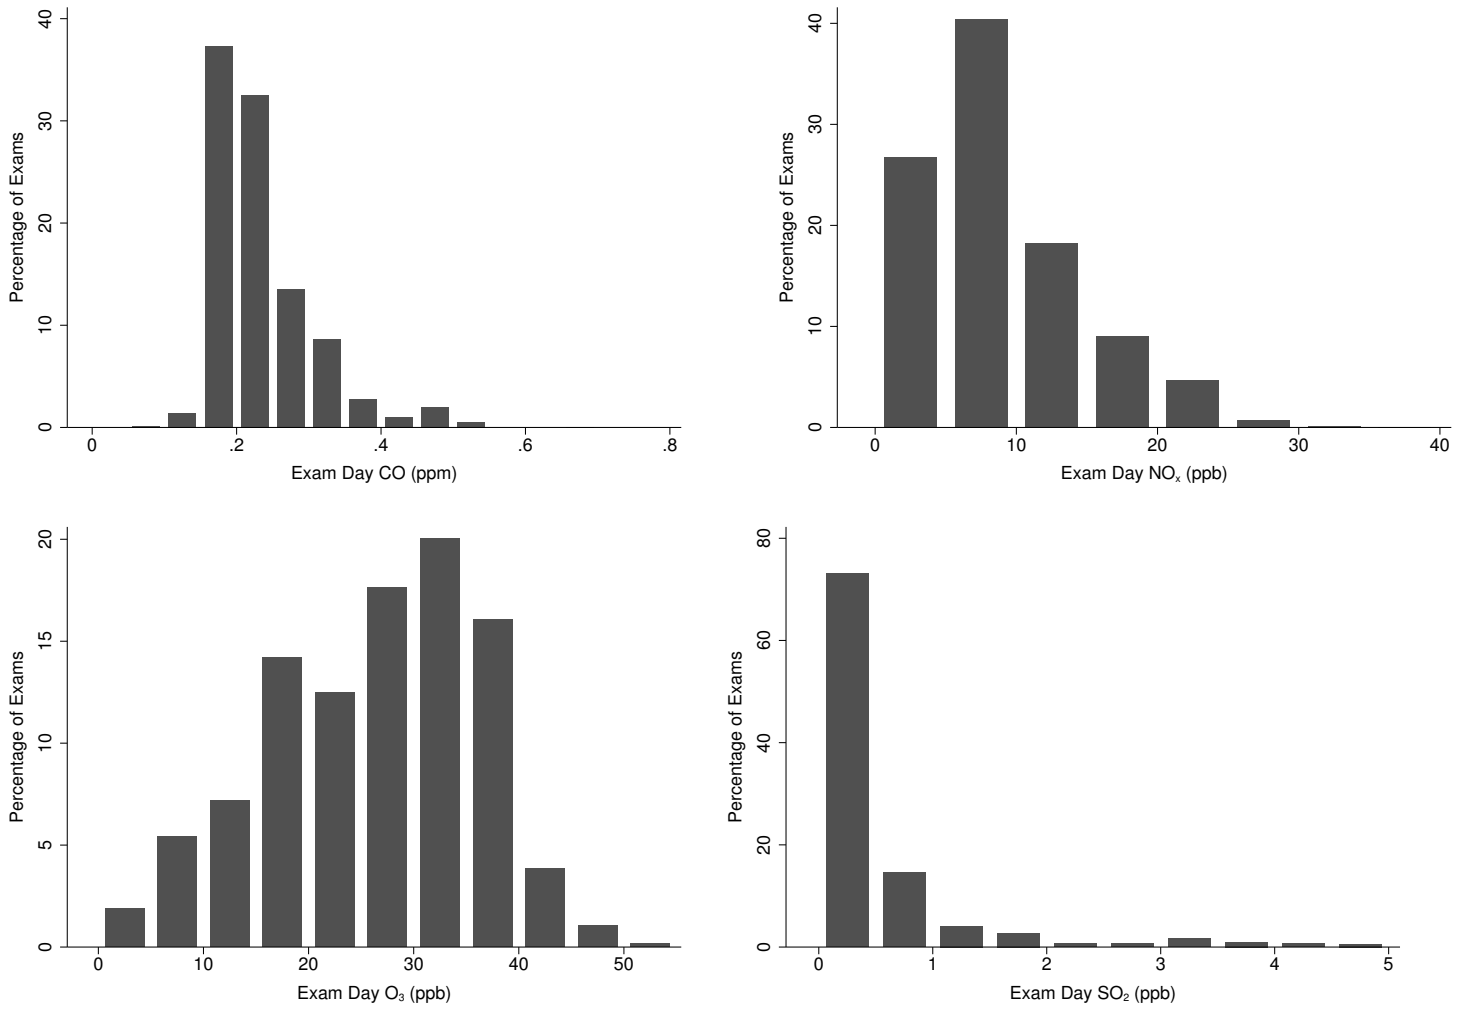 Percentage of Exams
40
30
20
10
0
0 .2 .4 .6 .8
Exam Day CO (ppm)
Percentage of Exams
40
30
20
10
0
0 10 20 30 40
Exam Day NOₓ (ppb)
Percentage of Exams
20
15
10
5
0
0 10 20 30 40 50
Exam Day O₃ (ppb)
Percentage of Exams
80
60
40
20
0
0 1 2 3 4 5
Exam Day SO₂ (ppb)